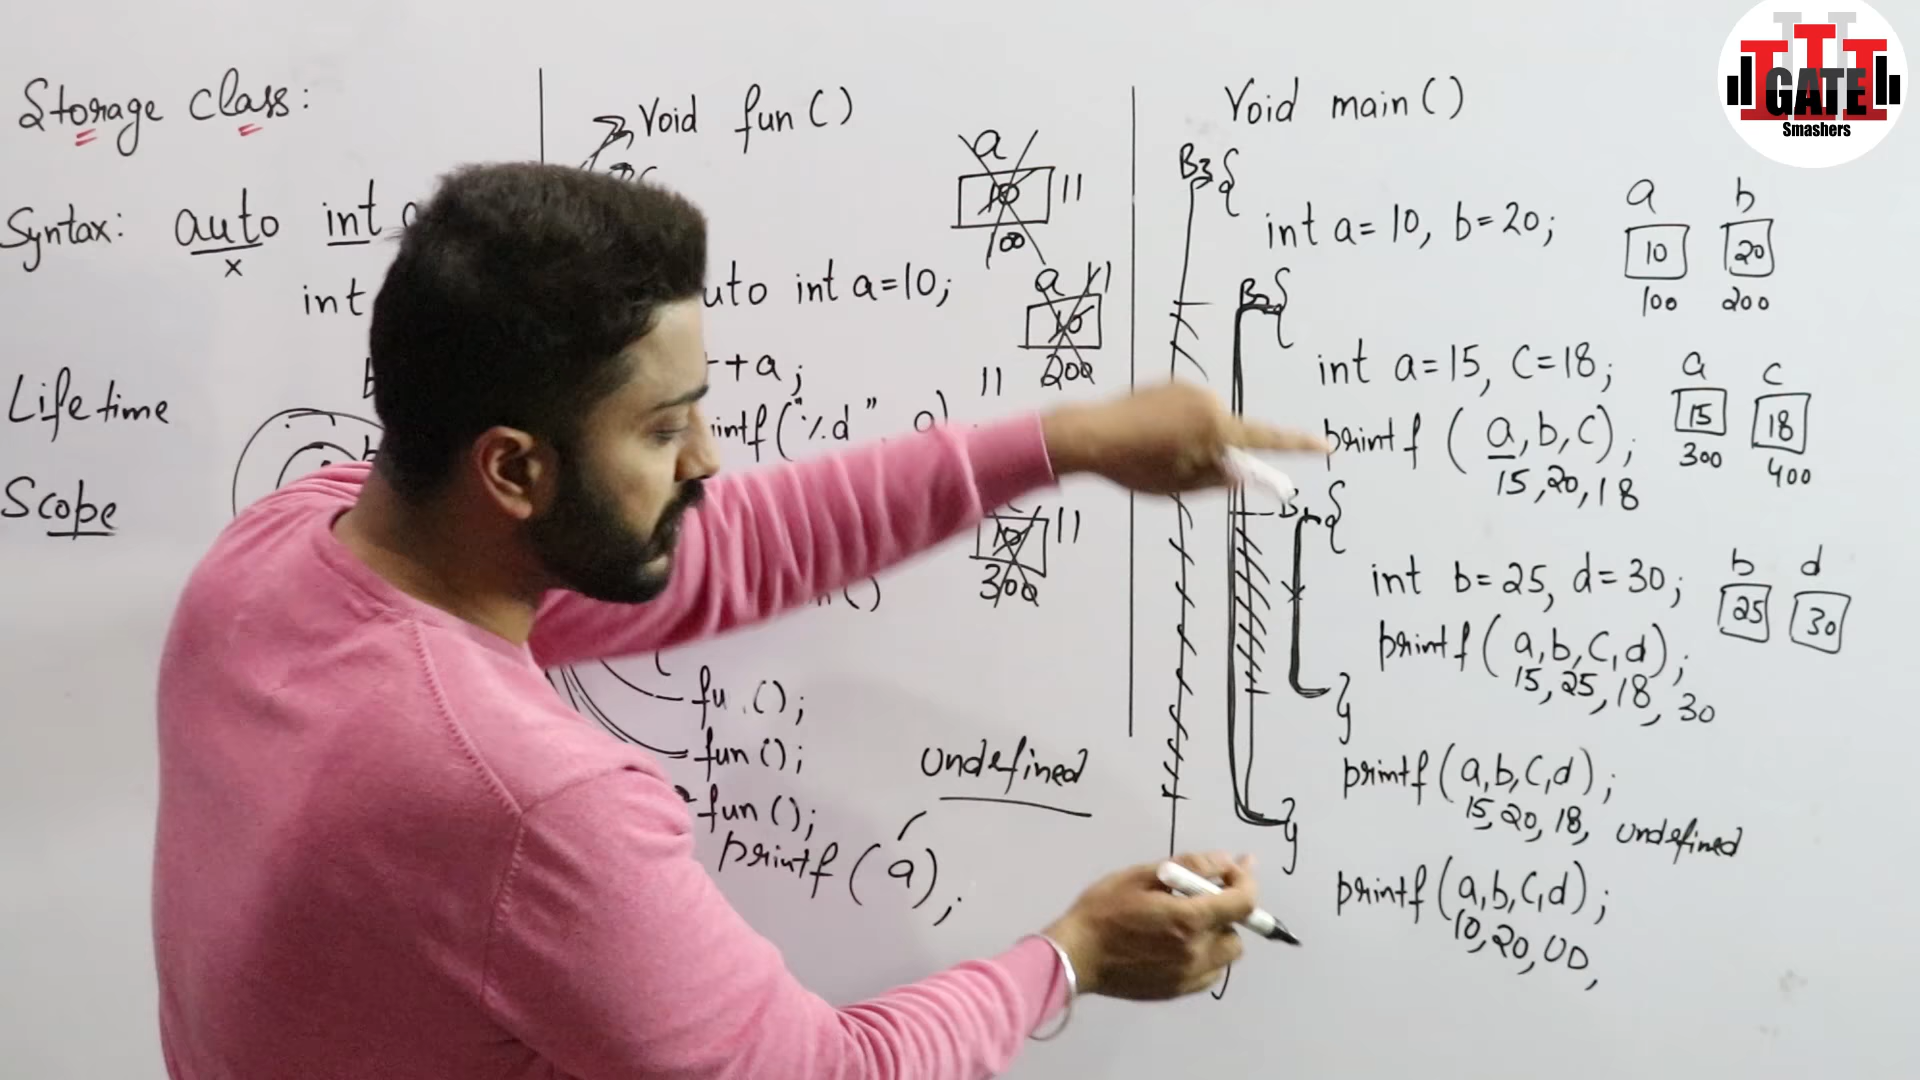 Storage class:
Syntax: auto int
x
int
Lifetime
Scope
Void fun()
a
10
11
100
int a=10;
a
11
10
200
+a;
11
("%d"
10
11
300
fun();
fun();
printf(a);
undefined
Void main()
B3{
int a=10, b=20;
a b
10 20
100 200
B2{
int a=15, c=18;
a c
15 18
300 400
printf(a,b,c);
15,20,18
{
int b=25, d=30;
b d
25 30
printf(a,b,c,d);
15,25,18,30
}
printf(a,b,c,d);
15,20,18, undefined
}
printf(a,b,c,d);
10,20,UD,
GATE
Smashers